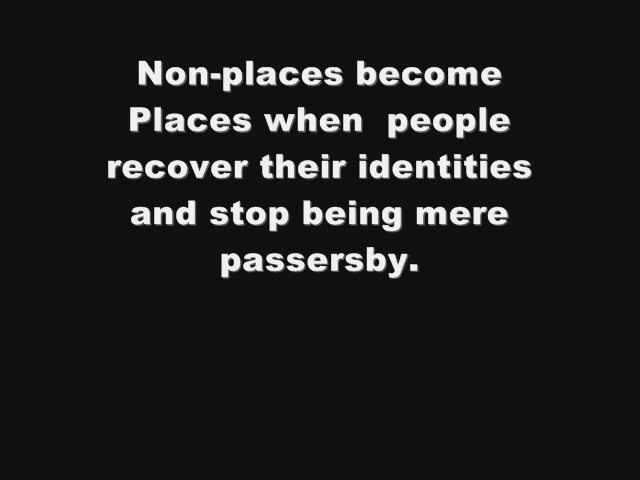 Non-places become
Places when  people
recover their identities
and stop being mere
passersby.